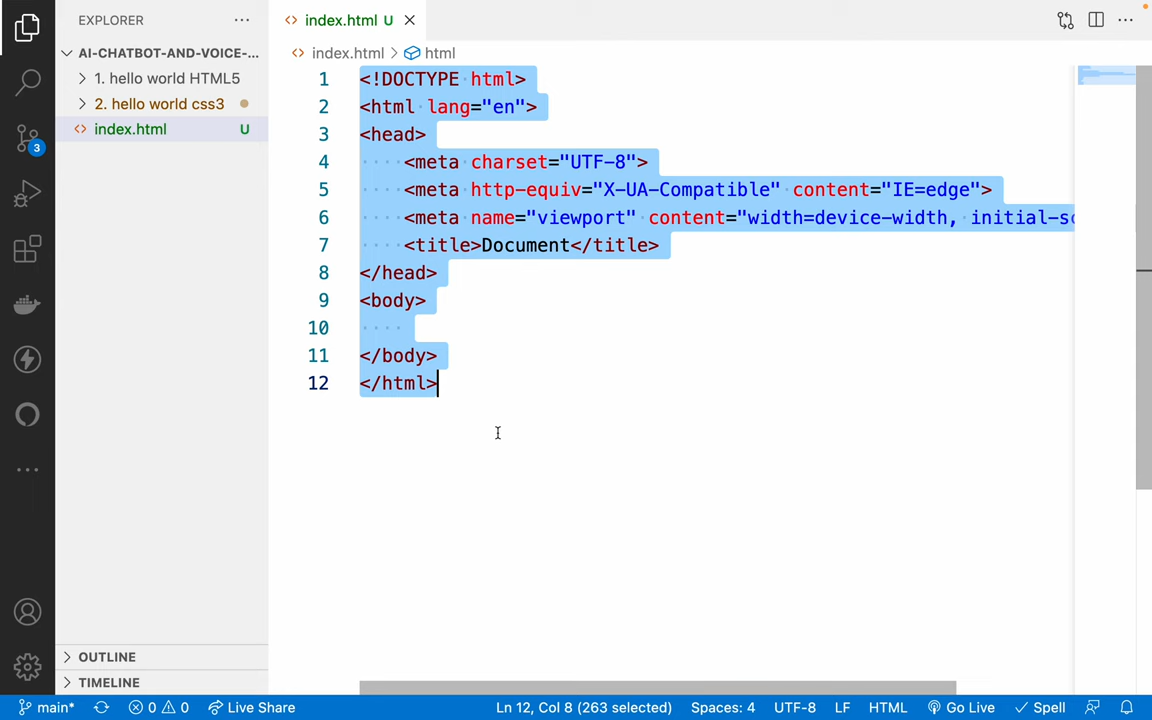 EXPLORER
index.html U
AI-CHATBOT-AND-VOICE-...
index.html > html
1. hello world HTML5
2. hello world css3
index.html U
3
1 <!DOCTYPE html>
2 <html lang="en">
3 <head>
4 <meta charset="UTF-8">
5 <meta http-equiv="X-UA-Compatible" content="IE=edge">
6 <meta name="viewport" content="width=device-width, initial-sc
7 <title>Document</title>
8 </head>
9 <body>
10
11 </body>
12 </html>
OUTLINE
TIMELINE
main* 0 0 Live Share Ln 12, Col 8 (263 selected) Spaces: 4 UTF-8 LF HTML Go Live Spell